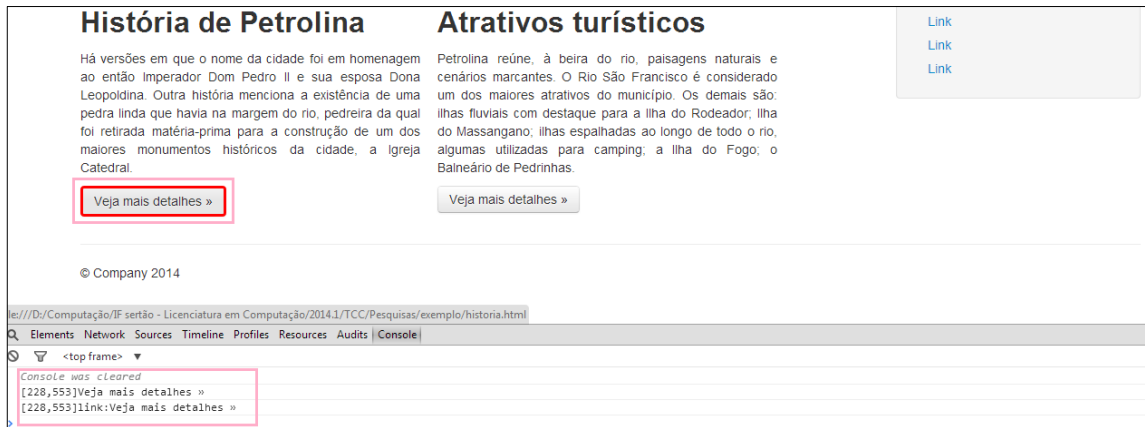 História de Petrolina
Há versões em que o nome da cidade foi em homenagem
ao então Imperador Dom Pedro II e sua esposa Dona
Leopoldina. Outra história menciona a existência de uma
pedra linda que havia na margem do rio, pedreira da qual
foi retirada matéria-prima para a construção de um dos
maiores monumentos históricos da cidade, a Igreja
Catedral.
Veja mais detalhes »
Atrativos turísticos
Petrolina reúne, à beira do rio, paisagens naturais e
cenários marcantes. O Rio São Francisco é considerado
um dos maiores atrativos do município. Os demais são:
ilhas fluviais com destaque para a Ilha do Rodeador; Ilha
do Massangano; ilhas espalhadas ao longo de todo o rio,
algumas utilizadas para camping; a Ilha do Fogo; o
Balneário de Pedrinhas.
Veja mais detalhes »
Link
Link
Link
© Company 2014
le:///D:/Computação/IF sertão - Licenciatura em Computação/2014.1/TCC/Pesquisas/exemplo/historia.html
Elements Network Sources Timeline Profiles Resources Audits Console
<top frame> ▼
Console was cleared
[228,553]Veja mais detalhes »
[228,553]link:Veja mais detalhes »
>